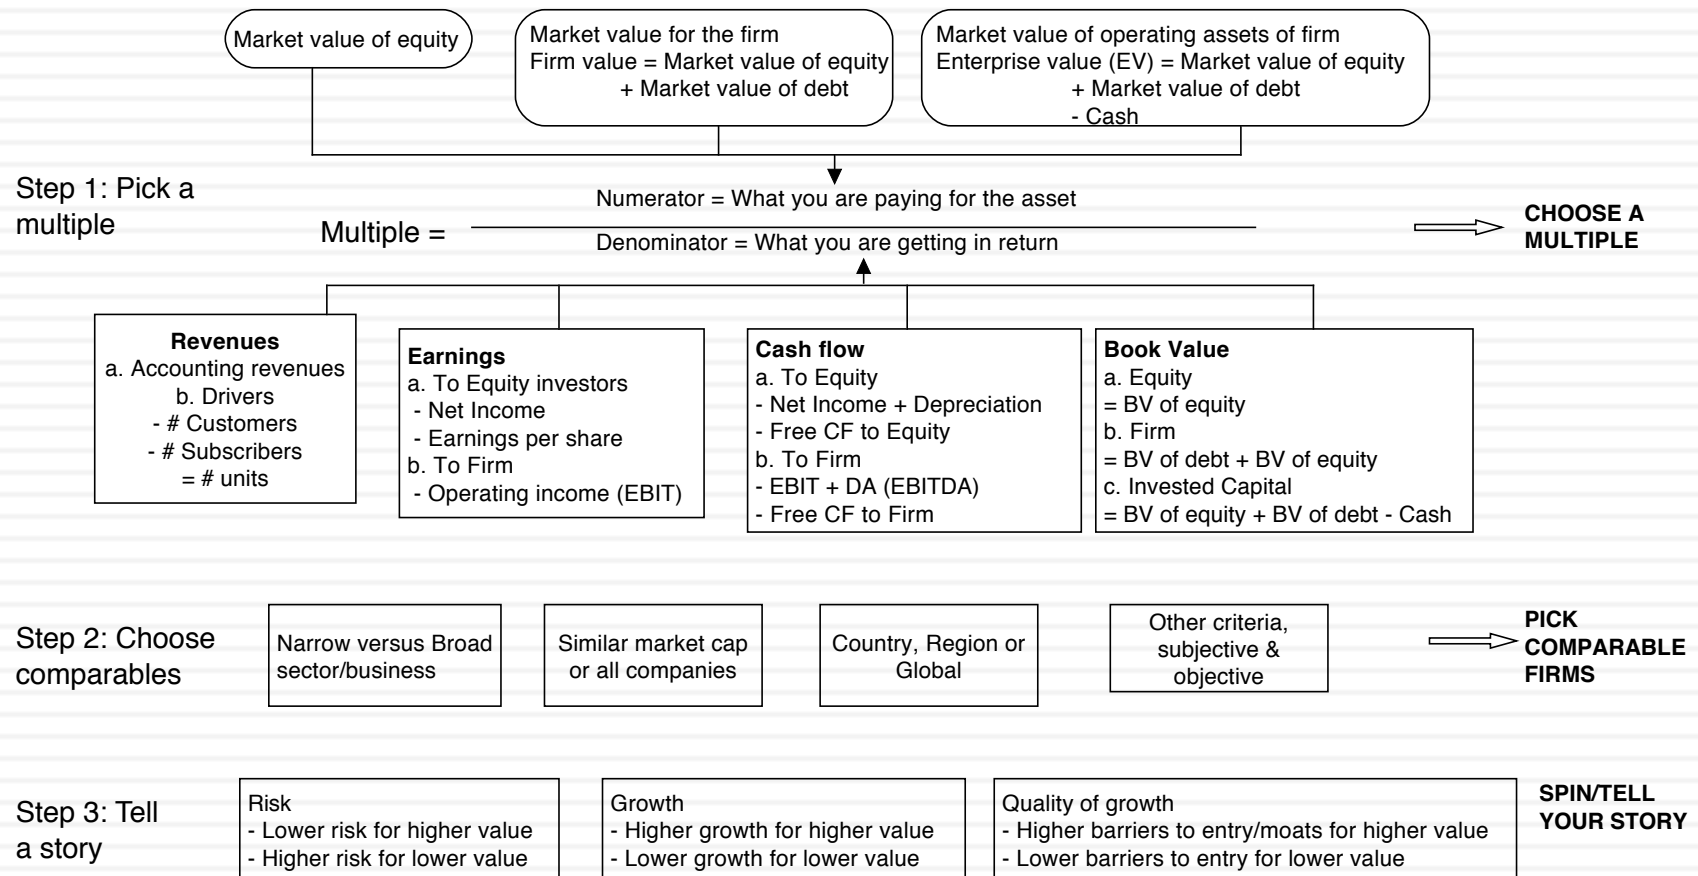 Market value of equity
Market value for the firm
Firm value = Market value of equity
+ Market value of debt
Market value of operating assets of firm
Enterprise value (EV) = Market value of equity
+ Market value of debt
- Cash
Step 1: Pick a
multiple
Multiple =
Numerator = What you are paying for the asset
Denominator = What you are getting in return
CHOOSE A
MULTIPLE
Revenues
a. Accounting revenues
b. Drivers
- # Customers
- # Subscribers
= # units
Earnings
a. To Equity investors
- Net Income
- Earnings per share
b. To Firm
- Operating income (EBIT)
Cash flow
a. To Equity
- Net Income + Depreciation
- Free CF to Equity
b. To Firm
- EBIT + DA (EBITDA)
- Free CF to Firm
Book Value
a. Equity
= BV of equity
b. Firm
= BV of debt + BV of equity
c. Invested Capital
= BV of equity + BV of debt - Cash
Step 2: Choose
comparables
Narrow versus Broad
sector/business
Similar market cap
or all companies
Country, Region or
Global
Other criteria,
subjective &
objective
PICK
COMPARABLE
FIRMS
Step 3: Tell
a story
Risk
- Lower risk for higher value
- Higher risk for lower value
Growth
- Higher growth for higher value
- Lower growth for lower value
Quality of growth
- Higher barriers to entry/moats for higher value
- Lower barriers to entry for lower value
SPIN/TELL
YOUR STORY